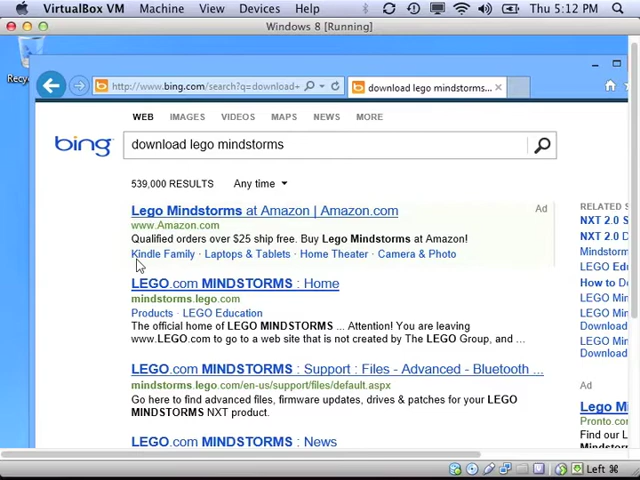 VirtualBox VM Machine View Devices Help Thu 5:12 PM
Windows 8 [Running]
http://www.bing.com/search?q=download+
download lego mindstorms...
WEB IMAGES VIDEOS MAPS NEWS MORE
bing
download lego mindstorms
539,000 RESULTS Any time
Lego Mindstorms at Amazon | Amazon.com
Ad
www.Amazon.com
Qualified orders over $25 ship free. Buy Lego Mindstorms at Amazon!
Kindle Family · Laptops & Tablets · Home Theater · Camera & Photo
LEGO.com MINDSTORMS : Home
mindstorms.lego.com
Products · LEGO Education
The official home of LEGO MINDSTORMS ... Attention! You are leaving
www.LEGO.com to go to a web site that is not created by The LEGO Group, and ...
LEGO.com MINDSTORMS : Support : Files - Advanced - Bluetooth ...
mindstorms.lego.com/en-us/support/files/default.aspx
Go here to find advanced files, firmware updates, drives & patches for your LEGO
MINDSTORMS NXT product.
LEGO.com MINDSTORMS : News
RELATED S
NXT 2.0 S
NXT 2.0 D
Mindstorm
LEGO Edu
How to Do
LEGO Min
Download
LEGO Min
Download
Ad
Lego Min
Pronto.com
Find our L
Mindstorm
Left ⌘